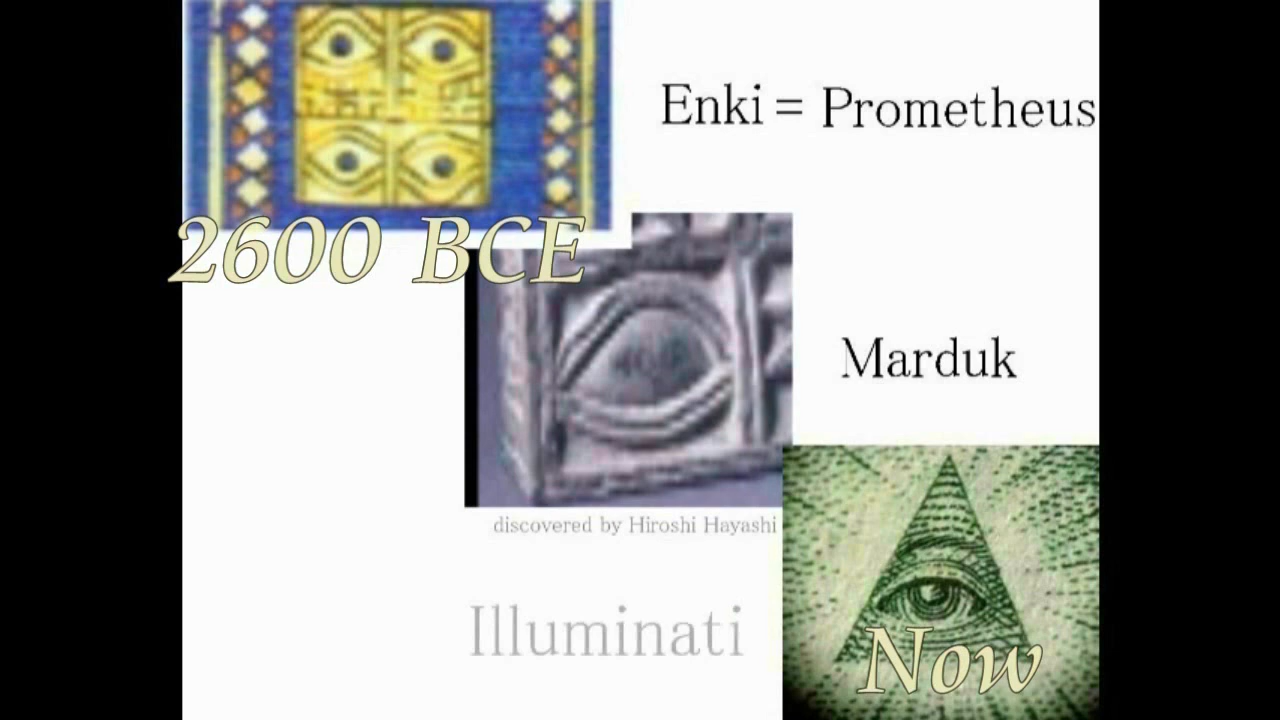 Enki = Prometheus
2600 BCE
Marduk
discovered by Hiroshi Hayashi
Illuminati
Now